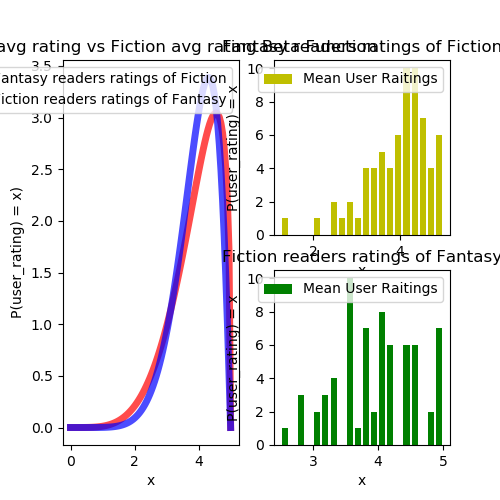 avg rating vs Fiction avg rating Beta Function
Fantasy readers ratings of Fiction
Fantasy readers ratings of Fiction
Fiction readers ratings of Fantasy
P(user_rating) = x)
3.5
3.0
2.5
2.0
1.5
1.0
0.5
0.0
0
2
4
x
Mean User Raitings
P(user_rating) = x
10
8
6
4
2
0
2
4
x
Fiction readers ratings of Fantasy
Mean User Raitings
P(user_rating) = x
10
8
6
4
2
0
3
4
5
x